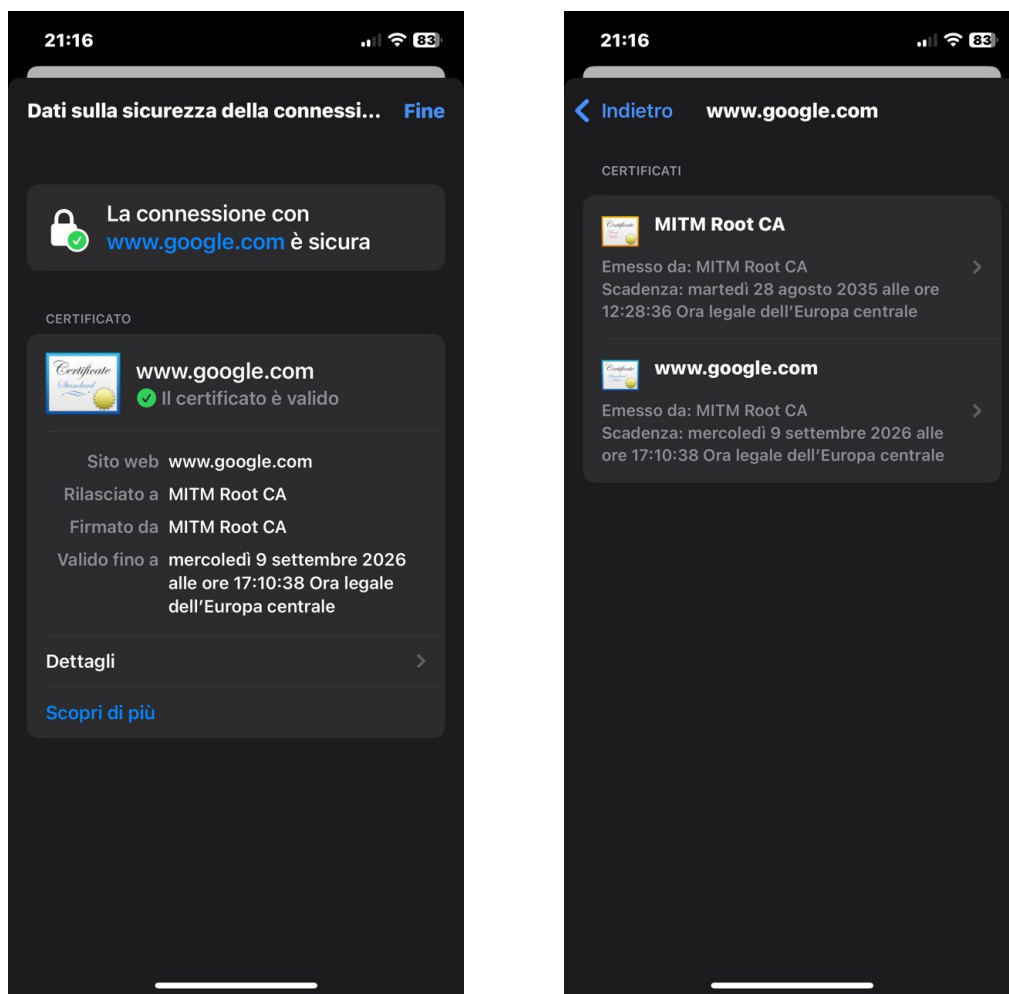 21:16
83
Dati sulla sicurezza della connessi... Fine
La connessione con
www.google.com è sicura
CERTIFICATO
Certificate
Standard
www.google.com
Il certificato è valido
Sito web www.google.com
Rilasciato a MITM Root CA
Firmato da MITM Root CA
Valido fino a mercoledì 9 settembre 2026
alle ore 17:10:38 Ora legale
dell’Europa centrale
Dettagli
Scopri di più
21:16
83
Indietro www.google.com
CERTIFICATI
Certificate
MITM Root CA
Emesso da: MITM Root CA
Scadenza: martedì 28 agosto 2035 alle ore
12:28:36 Ora legale dell’Europa centrale
Certificate
www.google.com
Emesso da: MITM Root CA
Scadenza: mercoledì 9 settembre 2026 alle
ore 17:10:38 Ora legale dell’Europa centrale